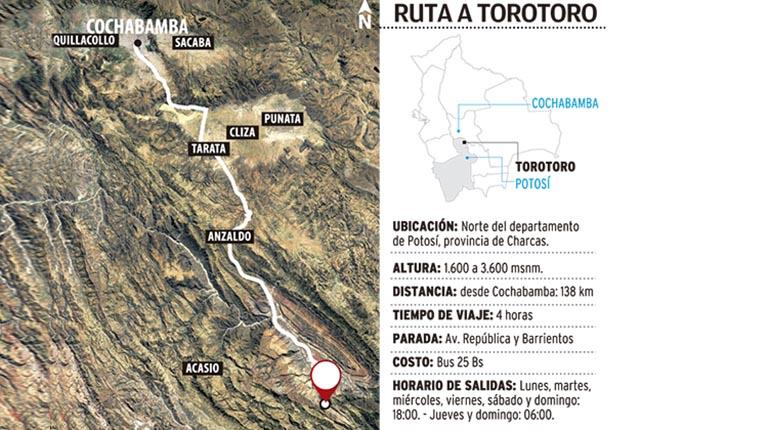 COCHABAMBA
QUILLACOLLO
SACABA
N
PUNATA
CLIZA
TARATA
ANZALDO
ACASIO
RUTA A TOROTORO
COCHABAMBA
TOROTORO
POTOSÍ
UBICACIÓN: Norte del departamento
de Potosí, provincia de Charcas.
ALTURA: 1.600 a 3.600 msnm.
DISTANCIA: desde Cochabamba: 138 km
TIEMPO DE VIAJE: 4 horas
PARADA: Av. República y Barrientos
COSTO: Bus 25 Bs
HORARIO DE SALIDAS: Lunes, martes,
miércoles, viernes, sábado y domingo:
18:00. - Jueves y domingo: 06:00.